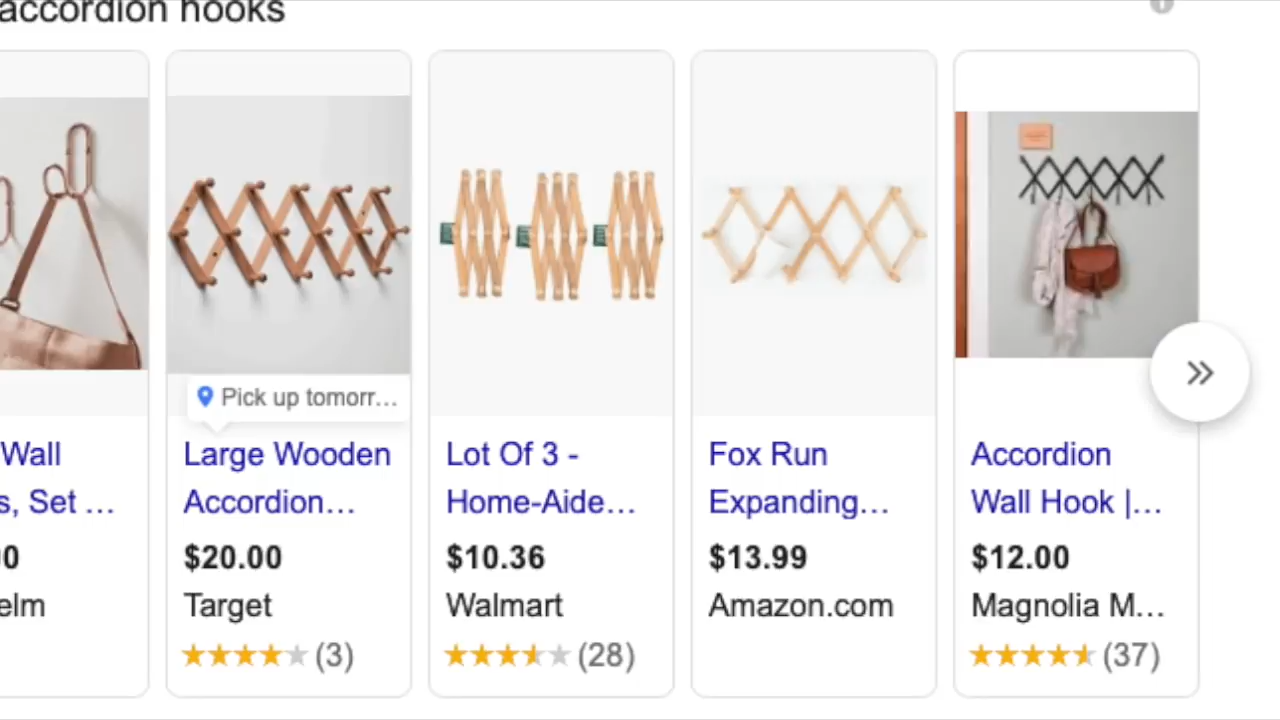 accordion hooks
Pick up tomorr...
Wall
s, Set ...
elm
Large Wooden
Accordion...
$20.00
Target
(3)
Lot Of 3 -
Home-Aide...
$10.36
Walmart
(28)
Fox Run
Expanding...
$13.99
Amazon.com
Accordion
Wall Hook |...
$12.00
Magnolia M...
(37)